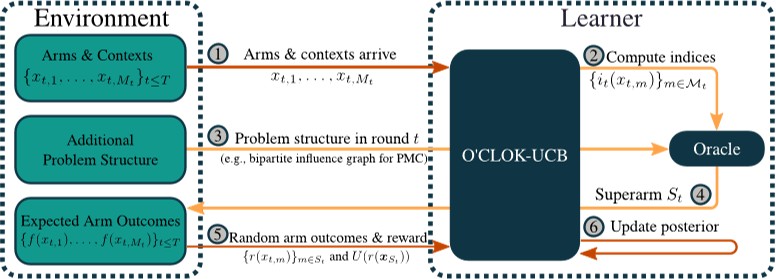 Environment
Learner
Arms & Contexts
{x_{t,1}, . . . , x_{t,M_t}}_{t≤T}
1 Arms & contexts arrive
x_{t,1}, . . . , x_{t,M_t}
2 Compute indices
{i_t(x_{t,m})}_{m∈ℳ_t}
Additional
Problem Structure
3 Problem structure in round t
(e.g., bipartite influence graph for PMC)
O'CLOK-UCB
Oracle
Superarm S_t 4
Expected Arm Outcomes
{f(x_{t,1}), . . . , f(x_{t,M_t})}_{t≤T}
5 Random arm outcomes & reward
{r(x_{t,m})}_{m∈S_t} and U(r(x_{S_t}))
6 Update posterior